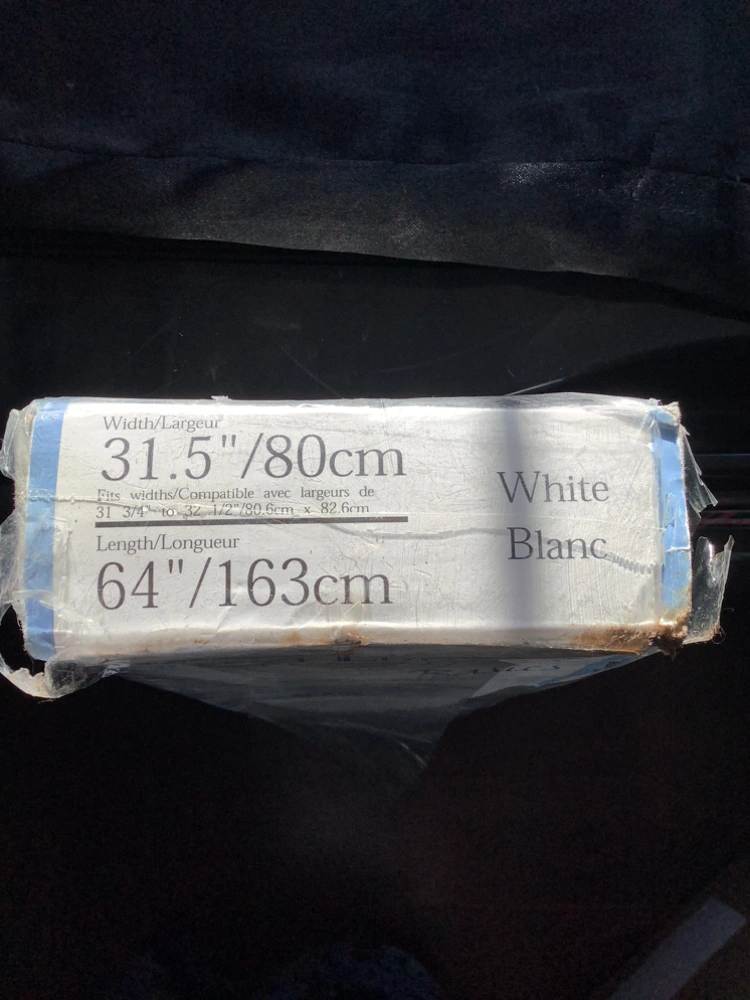 Width/Largeur
31.5"/80cm
Fits widths/Compatible avec largeurs de
31 3/4" to 32 1/2"/80.6cm x 82.6cm
Length/Longueur
64"/163cm
White
Blanc